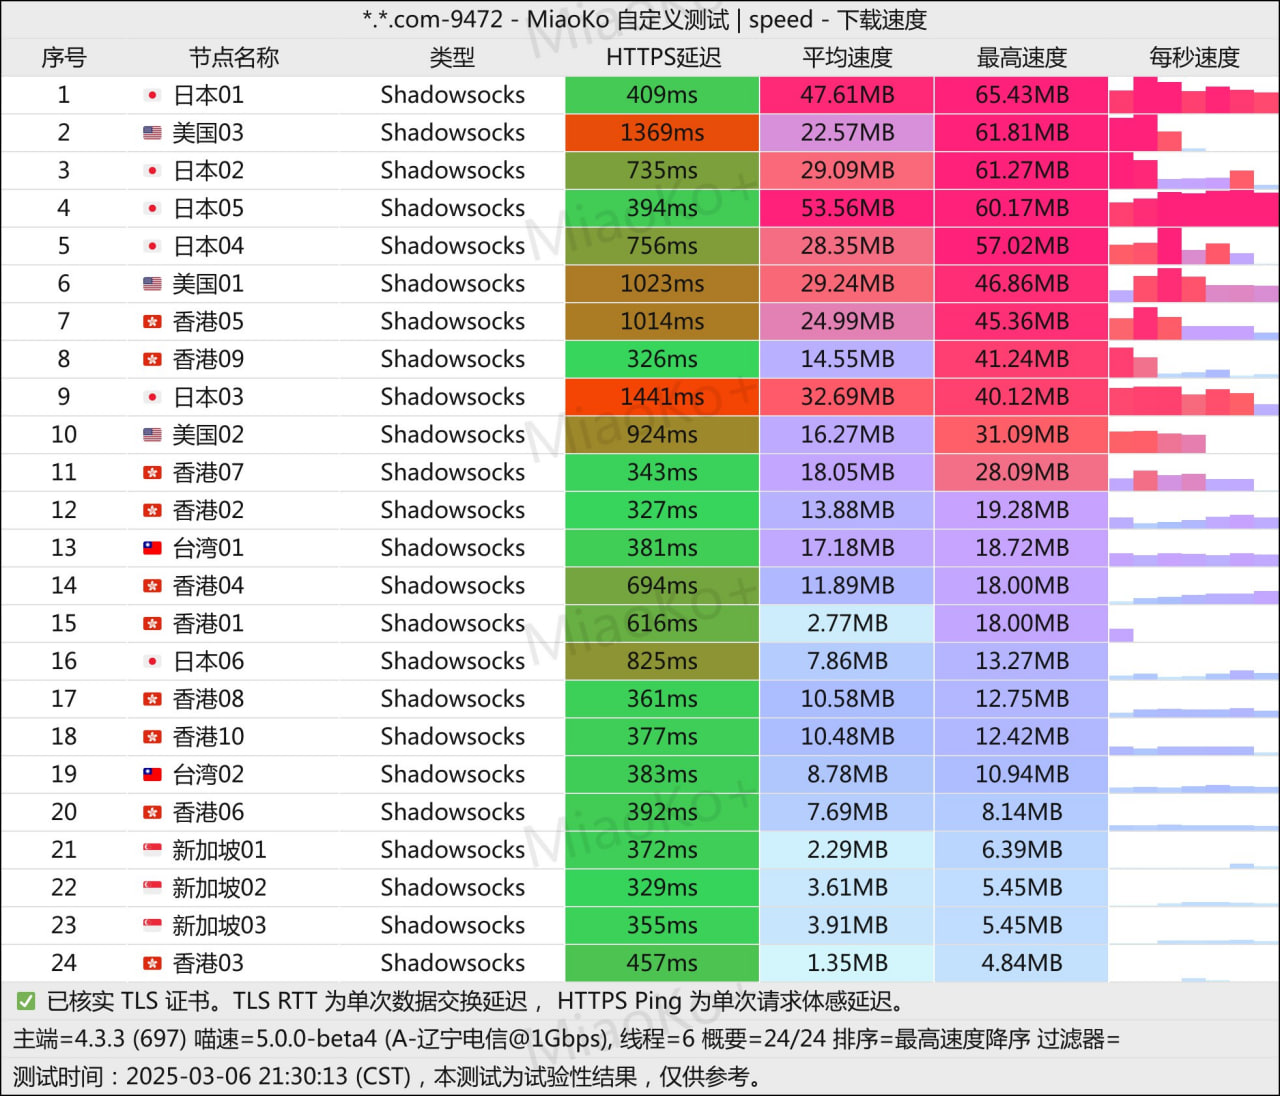 *.*.com-9472 - MiaoKo 自定义测试 | speed - 下载速度
序号 节点名称 类型 HTTPS延迟 平均速度 最高速度 每秒速度
1 日本01 Shadowsocks 409ms 47.61MB 65.43MB
2 美国03 Shadowsocks 1369ms 22.57MB 61.81MB
3 日本02 Shadowsocks 735ms 29.09MB 61.27MB
4 日本05 Shadowsocks 394ms 53.56MB 60.17MB
5 日本04 Shadowsocks 756ms 28.35MB 57.02MB
6 美国01 Shadowsocks 1023ms 29.24MB 46.86MB
7 香港05 Shadowsocks 1014ms 24.99MB 45.36MB
8 香港09 Shadowsocks 326ms 14.55MB 41.24MB
9 日本03 Shadowsocks 1441ms 32.69MB 40.12MB
10 美国02 Shadowsocks 924ms 16.27MB 31.09MB
11 香港07 Shadowsocks 343ms 18.05MB 28.09MB
12 香港02 Shadowsocks 327ms 13.88MB 19.28MB
13 台湾01 Shadowsocks 381ms 17.18MB 18.72MB
14 香港04 Shadowsocks 694ms 11.89MB 18.00MB
15 香港01 Shadowsocks 616ms 2.77MB 18.00MB
16 日本06 Shadowsocks 825ms 7.86MB 13.27MB
17 香港08 Shadowsocks 361ms 10.58MB 12.75MB
18 香港10 Shadowsocks 377ms 10.48MB 12.42MB
19 台湾02 Shadowsocks 383ms 8.78MB 10.94MB
20 香港06 Shadowsocks 392ms 7.69MB 8.14MB
21 新加坡01 Shadowsocks 372ms 2.29MB 6.39MB
22 新加坡02 Shadowsocks 329ms 3.61MB 5.45MB
23 新加坡03 Shadowsocks 355ms 3.91MB 5.45MB
24 香港03 Shadowsocks 457ms 1.35MB 4.84MB
✅ 已核实 TLS 证书。TLS RTT 为单次数据交换延迟， HTTPS Ping 为单次请求体感延迟。
主端=4.3.3 (697) 喵速=5.0.0-beta4 (A-辽宁电信@1Gbps), 线程=6 概要=24/24 排序=最高速度降序 过滤器=
测试时间：2025-03-06 21:30:13 (CST)，本测试为试验性结果，仅供参考。
MiaoKo+
MiaoKo+
MiaoKo+
MiaoKo+
MiaoKo+
MiaoKo+